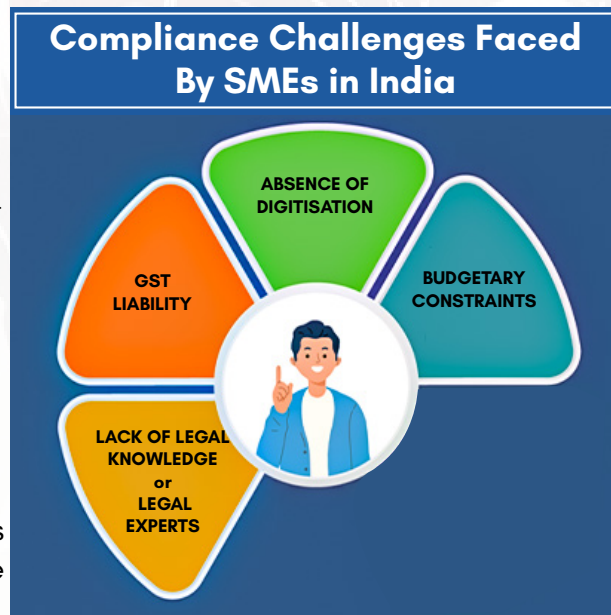 Compliance Challenges Faced
By SMEs in India
ABSENCE OF
DIGITISATION
GST
LIABILITY
BUDGETARY
CONSTRAINTS
LACK OF LEGAL
KNOWLEDGE
or
LEGAL
EXPERTS